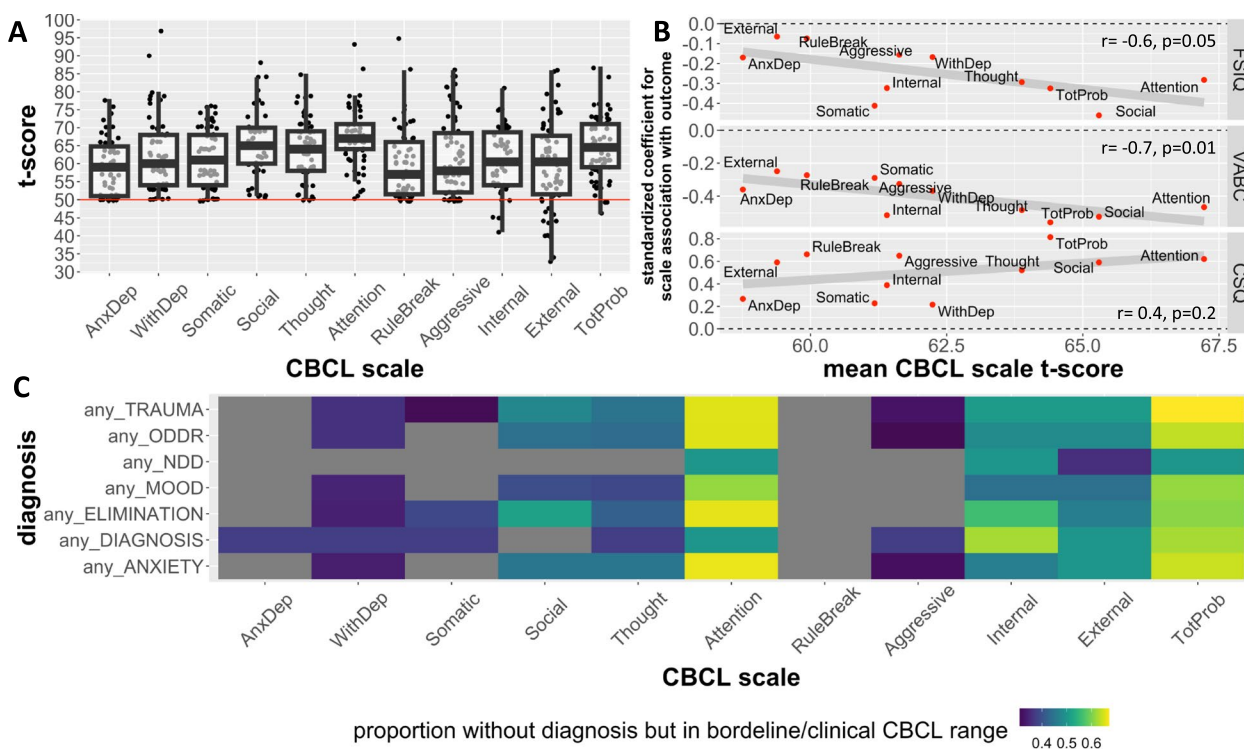 A
t-score
100
95
90
85
80
75
70
65
60
55
50
45
40
35
30
AnxDep
WithDep
Somatic
Social
Thought
Attention
RuleBreak
Aggressive
Internal
External
TotProb
CBCL scale
B
standardized coefficient for
scale association with outcome
0.0
-0.1
-0.2
-0.3
-0.4
External
RuleBreak
AnxDep
Aggressive
WithDep
Internal
Somatic
Thought
TotProb
Attention
Social
r= -0.6, p=0.05
FSIQ
0.0
-0.2
-0.4
External
AnxDep
RuleBreak
Somatic
Aggressive
WithDep
Internal
Thought
TotProb
Social
Attention
r= -0.7, p=0.01
VABC
0.8
0.6
0.4
0.2
0.0
External
AnxDep
RuleBreak
Somatic
Aggressive
Internal
WithDep
Thought
TotProb
Social
Attention
r= 0.4, p=0.2
CSQ
60.0
62.5
65.0
67.5
mean CBCL scale t-score
C
diagnosis
any_TRAUMA
any_ODDR
any_NDD
any_MOOD
any_ELIMINATION
any_DIAGNOSIS
any_ANXIETY
AnxDep
WithDep
Somatic
Social
Thought
Attention
RuleBreak
Aggressive
Internal
External
TotProb
CBCL scale
proportion without diagnosis but in bordeline/clinical CBCL range
0.4 0.5 0.6